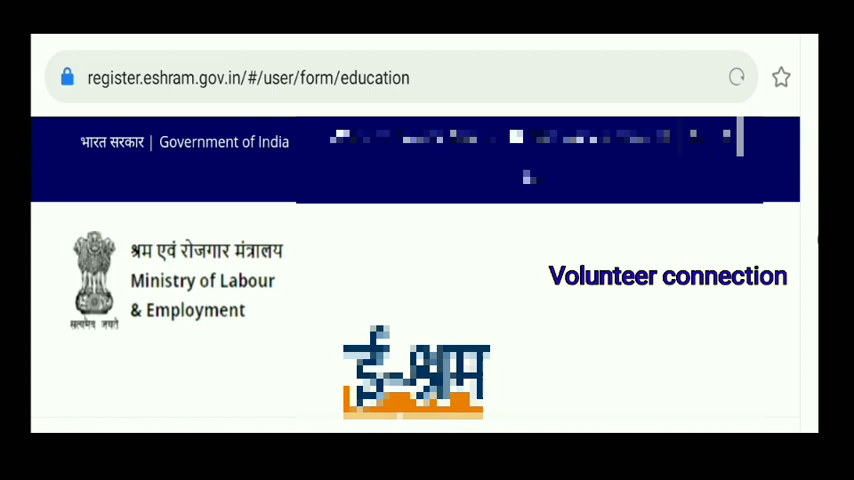 register.eshram.gov.in/#/user/form/education
भारत सरकार | Government of India
श्रम एवं रोजगार मंत्रालय
Ministry of Labour
& Employment
सत्यमेव जयते
Volunteer connection
ई-श्रम